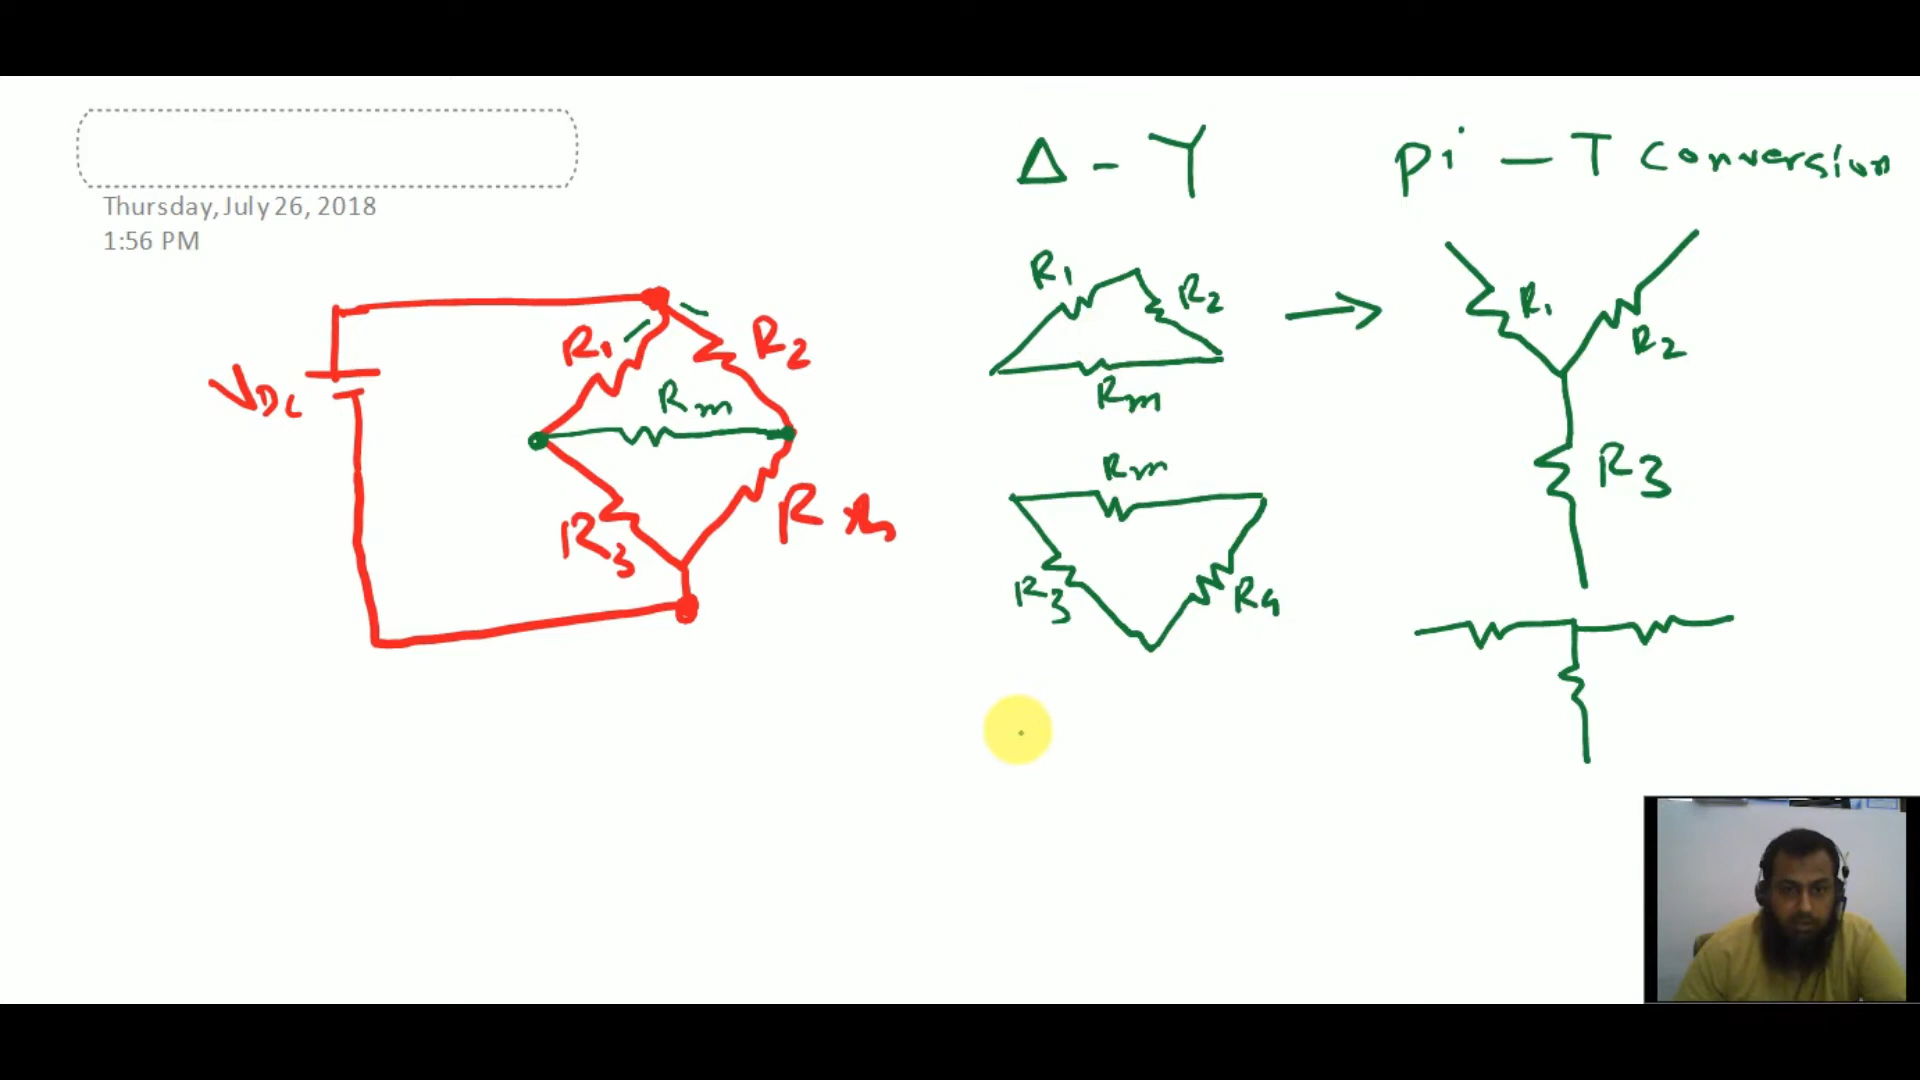 Thursday, July 26, 2018
1:56 PM
Δ - Y
Pi - T conversion
VDC
R1
R2
Rm
R3
R
R1
R2
Rm
Rm
R3
R4
R1
R2
R3